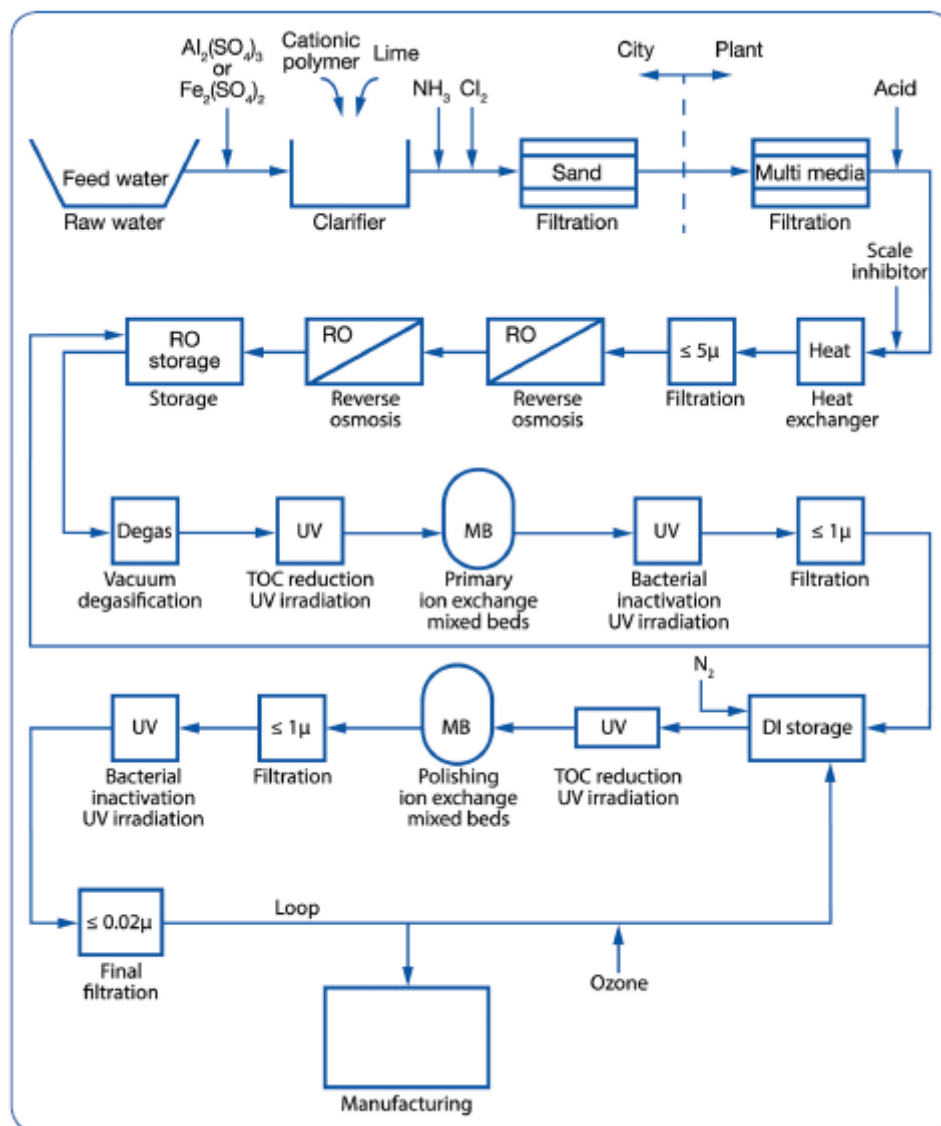 Al₂(SO₄)₃
or
Fe₂(SO₄)₂
Cationic
polymer
Lime
NH₃
Cl₂
City
Plant
Acid
Feed water
Raw water
Clarifier
Sand
Filtration
Multi media
Filtration
Scale
inhibitor
RO
storage
Storage
RO
Reverse
osmosis
RO
Reverse
osmosis
≤ 5µ
Filtration
Heat
Heat
exchanger
Degas
Vacuum
degasification
UV
TOC reduction
UV irradiation
MB
Primary
ion exchange
mixed beds
UV
Bacterial
inactivation
UV irradiation
≤ 1µ
Filtration
N₂
UV
Bacterial
inactivation
UV irradiation
≤ 1µ
Filtration
MB
Polishing
ion exchange
mixed beds
UV
TOC reduction
UV irradiation
DI storage
≤ 0.02µ
Final
filtration
Loop
Ozone
Manufacturing